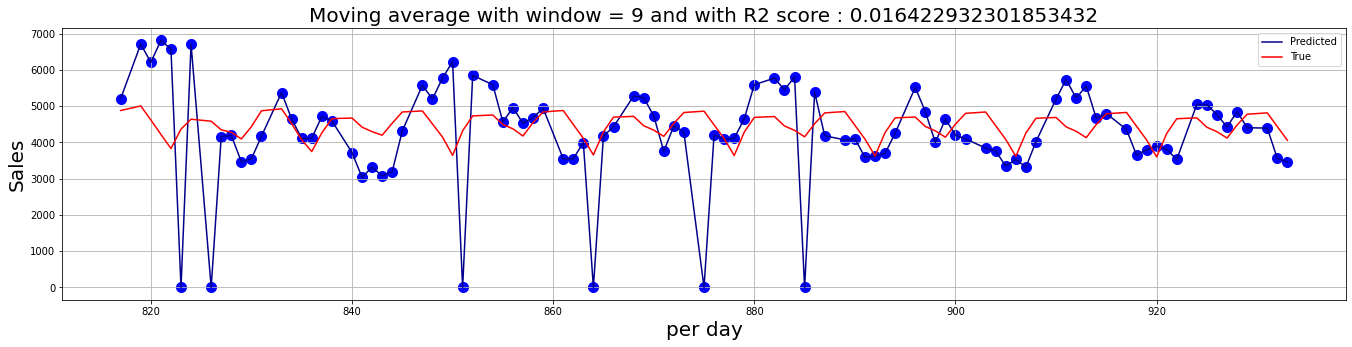 Moving average with window = 9 and with R2 score : 0.016422932301853432
Predicted
True
Sales
7000
6000
5000
4000
3000
2000
1000
0
820
840
860
880
900
920
per day